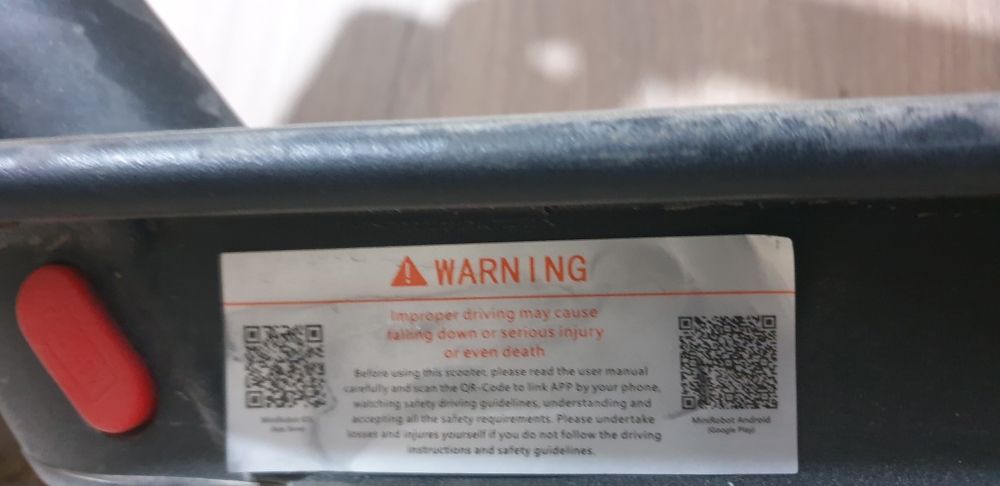 WARNING
Improper driving may cause
falling down or serious injury
or even death
Before using this scooter, please read the user manual
carefully and scan the QR-Code to link APP by your phone,
watching safety driving guidelines, understanding and
accepting all the safety requirements. Please undertake
losses and injures yourself if you do not follow the driving
instructions and safety guidelines.
MiniRobot iOS
(App Store)
MiniRobot Android
(Google Play)